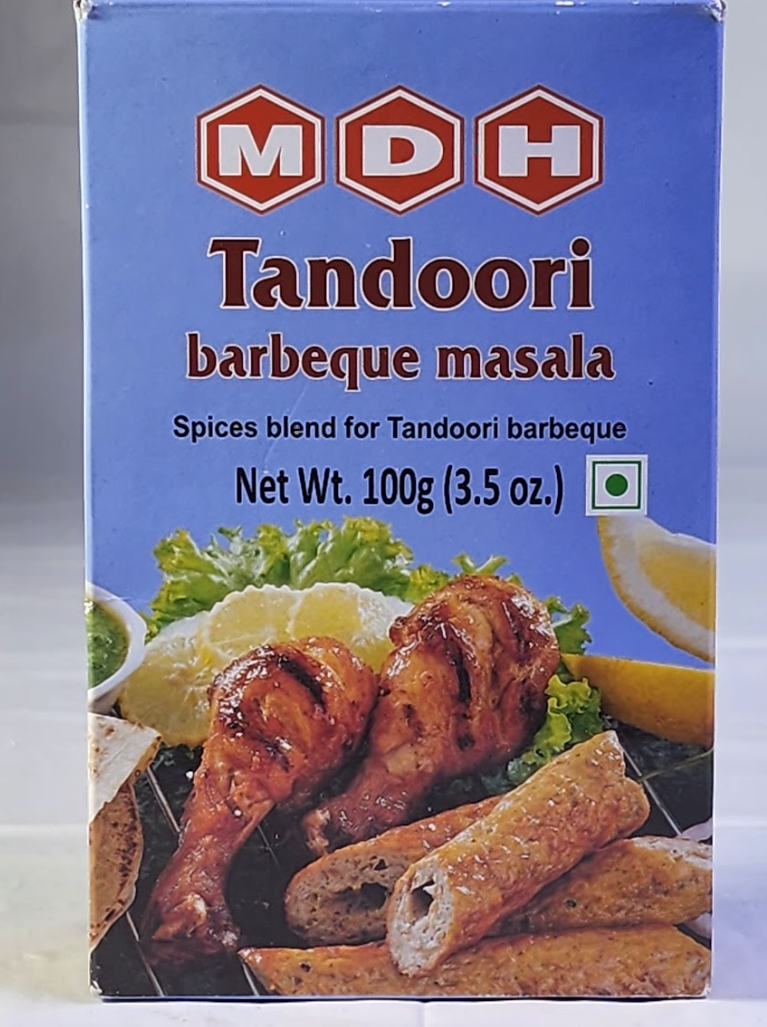 MDH
Tandoori
barbeque masala
Spices blend for Tandoori barbeque
Net Wt. 100g (3.5 oz.)